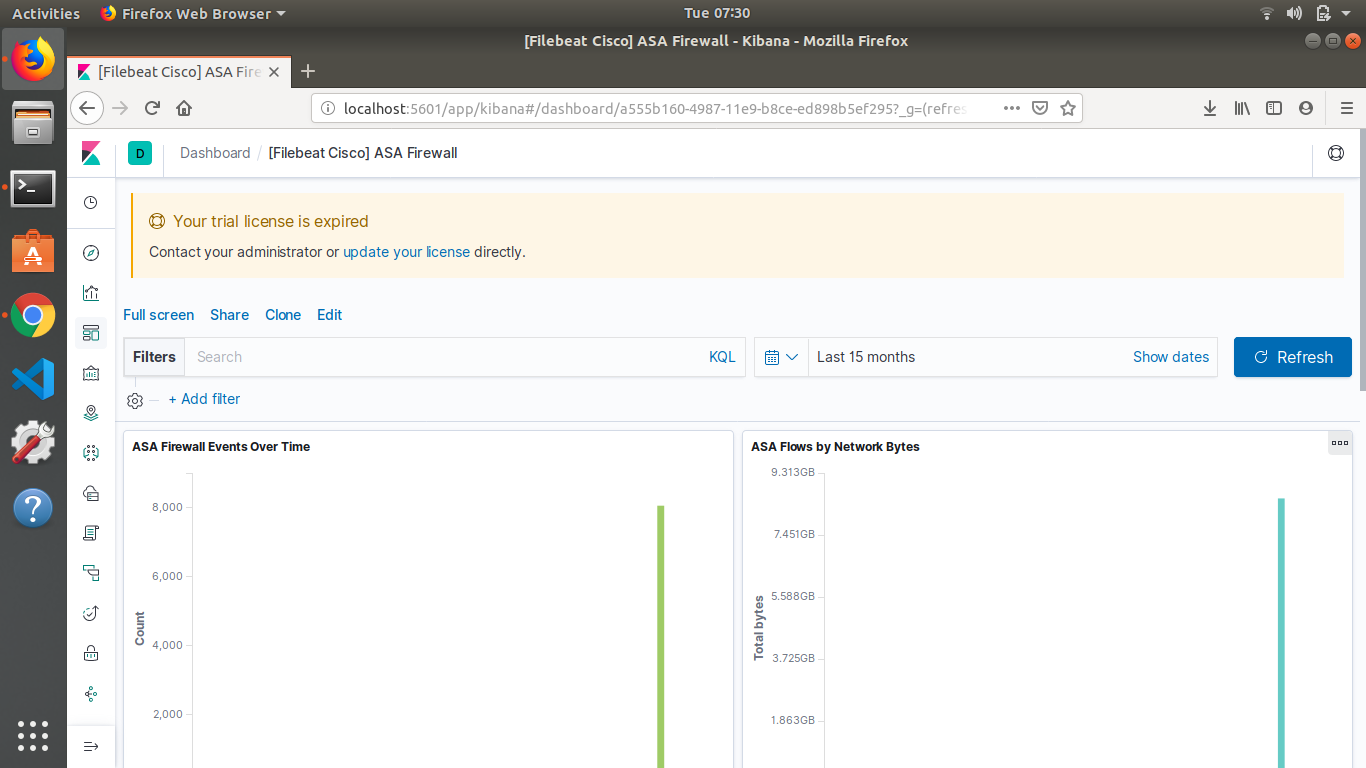 Activities Firefox Web Browser Tue 07:30
[Filebeat Cisco] ASA Firewall - Kibana - Mozilla Firefox
[Filebeat Cisco] ASA Fire
localhost:5601/app/kibana#/dashboard/a555b160-4987-11e9-b8ce-ed898b5ef295?_g=(refres
D Dashboard / [Filebeat Cisco] ASA Firewall
Your trial license is expired
Contact your administrator or update your license directly.
Full screen Share Clone Edit
Filters Search KQL Last 15 months Show dates Refresh
+ Add filter
ASA Firewall Events Over Time
8,000
6,000
4,000
2,000
Count
ASA Flows by Network Bytes
9.313GB
7.451GB
5.588GB
3.725GB
1.863GB
Total bytes